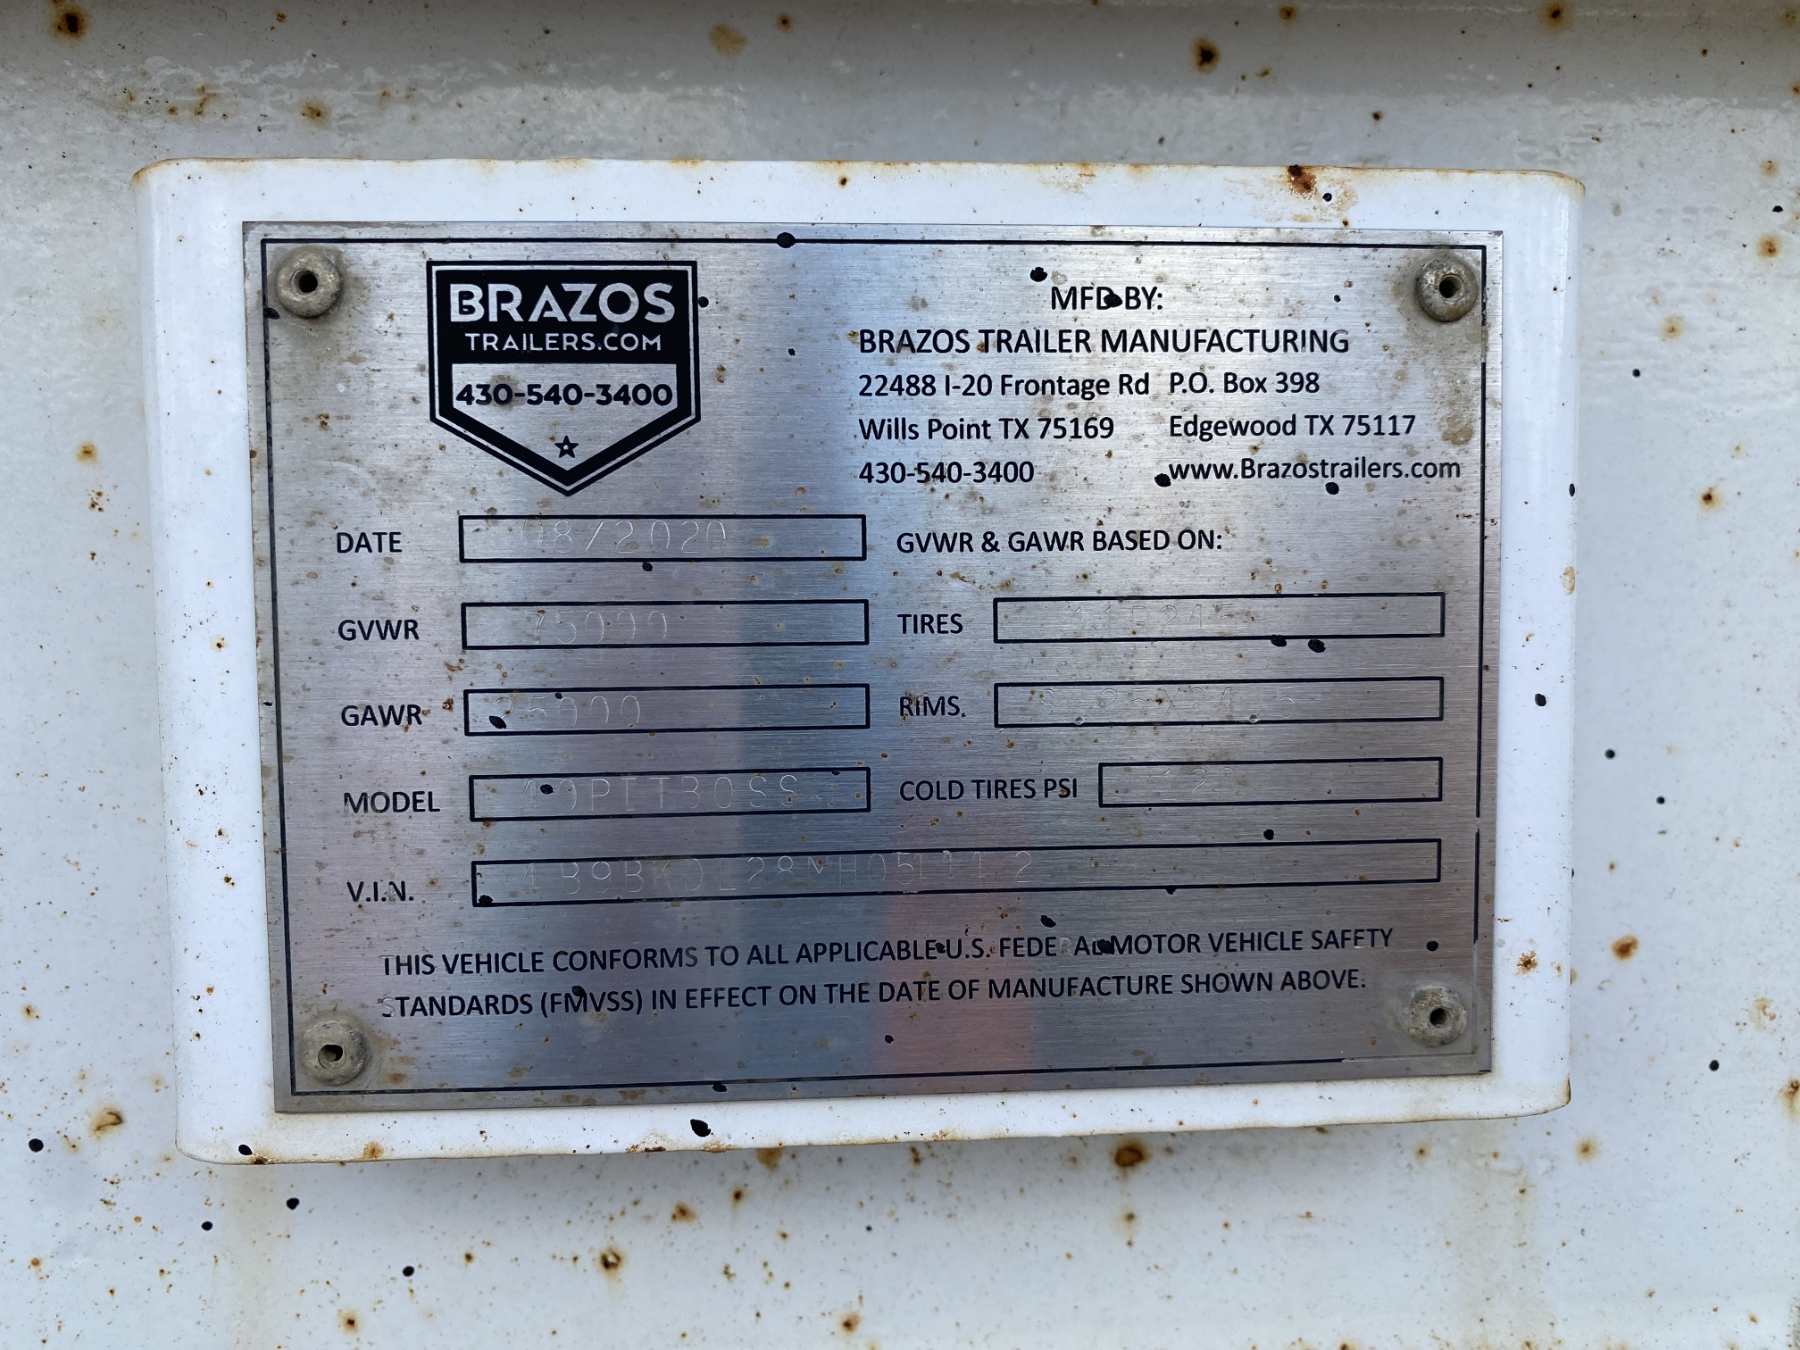 BRAZOS
TRAILERS.COM
430-540-3400
MFD BY:
BRAZOS TRAILER MANUFACTURING
22488 I-20 Frontage Rd P.O. Box 398
Wills Point TX 75169 Edgewood TX 75117
430-540-3400 www.Brazostrailers.com
DATE 08/2020 GVWR & GAWR BASED ON:
GVWR 75000 TIRES
GAWR RIMS.
MODEL COLD TIRES PSI
V.I.N.
THIS VEHICLE CONFORMS TO ALL APPLICABLE U.S. FEDERAL MOTOR VEHICLE SAFETY
STANDARDS (FMVSS) IN EFFECT ON THE DATE OF MANUFACTURE SHOWN ABOVE.